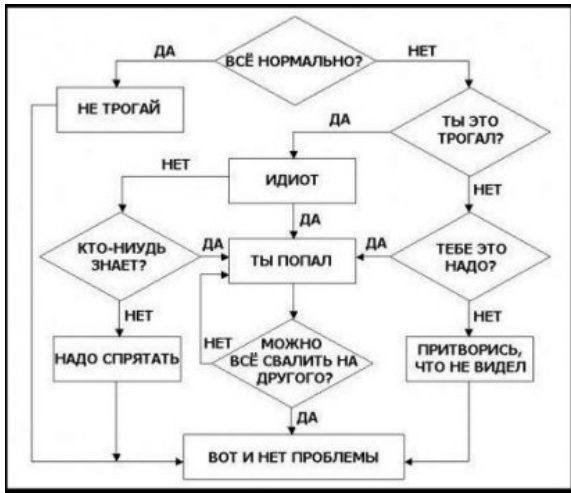 ВСЁ НОРМАЛЬНО?
ДА
НЕТ
НЕ ТРОГАЙ
ТЫ ЭТО
ТРОГАЛ?
ДА
НЕТ
ИДИОТ
НЕТ
ДА
КТО-НИУДЬ
ЗНАЕТ?
ДА
ТЫ ПОПАЛ
ДА
ТЕБЕ ЭТО
НАДО?
НЕТ
НЕТ
НАДО СПРЯТАТЬ
НЕТ
МОЖНО
ВСЁ СВАЛИТЬ НА
ДРУГОГО?
ПРИТВОРИСЬ,
ЧТО НЕ ВИДЕЛ
ДА
ВОТ И НЕТ ПРОБЛЕМЫ